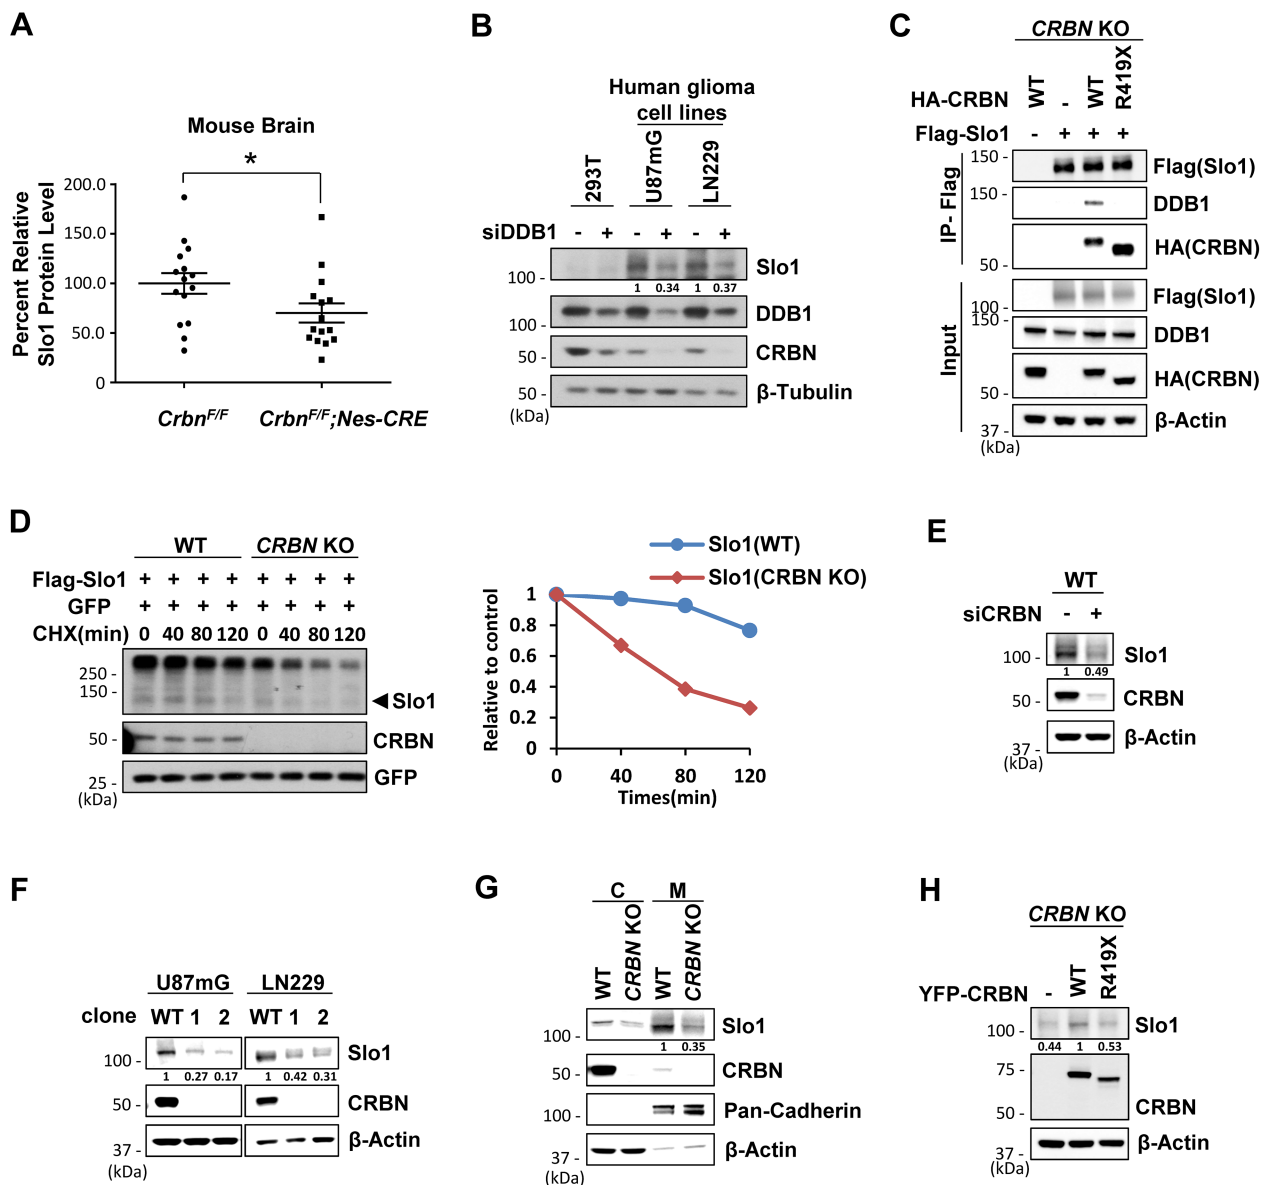 A
Mouse Brain
*
Percent Relative
Slo1 Protein Level
200.0
150.0
100.0
50.0
0
Crbn^F/F
Crbn^F/F;Nes-CRE
B
Human glioma
cell lines
293T
U87mG
LN229
siDDB1 - + - + - +
100 - Slo1
1 0.34 1 0.37
100 - DDB1
50 - CRBN
50 - β-Tubulin
(kDa)
C
CRBN KO
HA-CRBN WT - WT R419X
Flag-Slo1 - + + +
IP- Flag
150 - Flag(Slo1)
150 - DDB1
HA(CRBN)
50 -
Input
Flag(Slo1)
100 -
150 -
DDB1
HA(CRBN)
50 -
β-Actin
37 -
(kDa)
D
WT CRBN KO
Flag-Slo1 + + + + + + + +
GFP + + + + + + + +
CHX(min) 0 40 80 120 0 40 80 120
250 -
150 -
Slo1
50 - CRBN
25 - GFP
(kDa)
Slo1(WT)
Slo1(CRBN KO)
Relative to control
1
0.8
0.6
0.4
0.2
0
0 40 80 120
Times(min)
E
WT
siCRBN - +
100 - Slo1
1 0.49
50 - CRBN
β-Actin
37 -
(kDa)
F
U87mG LN229
clone WT 1 2 WT 1 2
100 - Slo1
1 0.27 0.17 1 0.42 0.31
50 - CRBN
β-Actin
37 -
(kDa)
G
C M
WT CRBN KO WT CRBN KO
Slo1
100 -
1 0.35
50 - CRBN
100 - Pan-Cadherin
β-Actin
37 -
(kDa)
H
CRBN KO
YFP-CRBN - WT R419X
100 - Slo1
0.44 1 0.53
75 -
CRBN
50 -
β-Actin
37 -
(kDa)